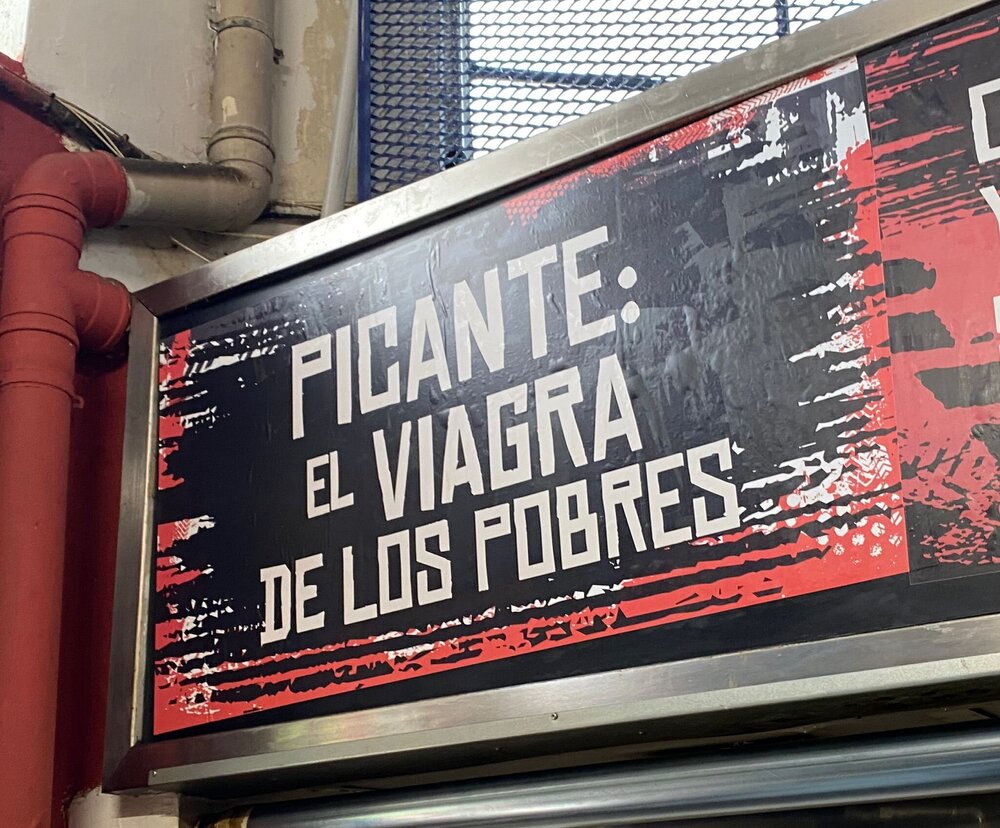 PICANTE:
EL VIAGRA
DE LOS POBRES